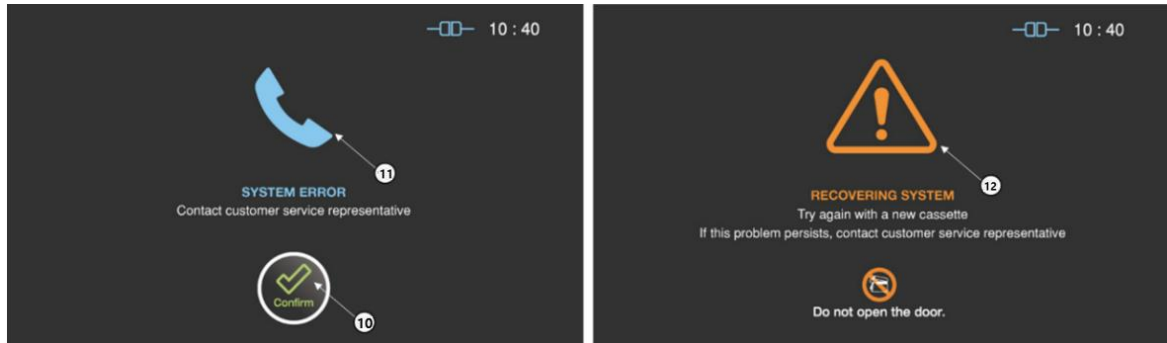 10 : 40
11
SYSTEM ERROR
Contact customer service representative
Confirm
10
10 : 40
12
RECOVERING SYSTEM
Try again with a new cassette
If this problem persists, contact customer service representative
Do not open the door.